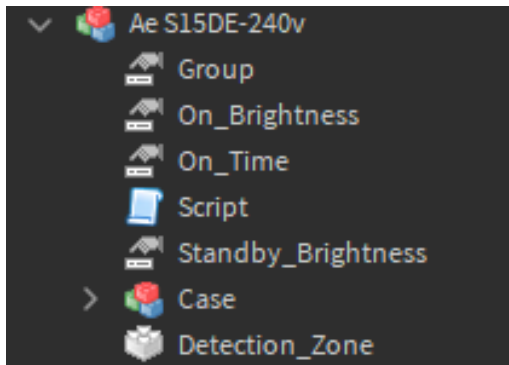 Ae S15DE-240v
Group
On_Brightness
On_Time
Script
Standby_Brightness
Case
Detection_Zone